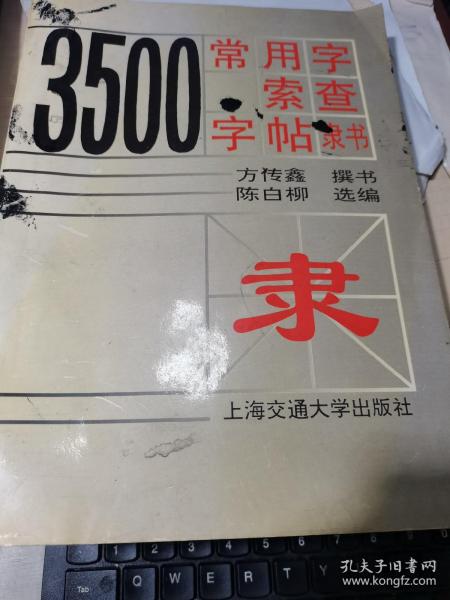 3500
常用字
索查
字帖隶书
方传鑫 撰书
陈白柳 选编
隶
上海交通大学出版社
Tab
Q W E R T Y
孔夫子旧书网
www.kongfz.com